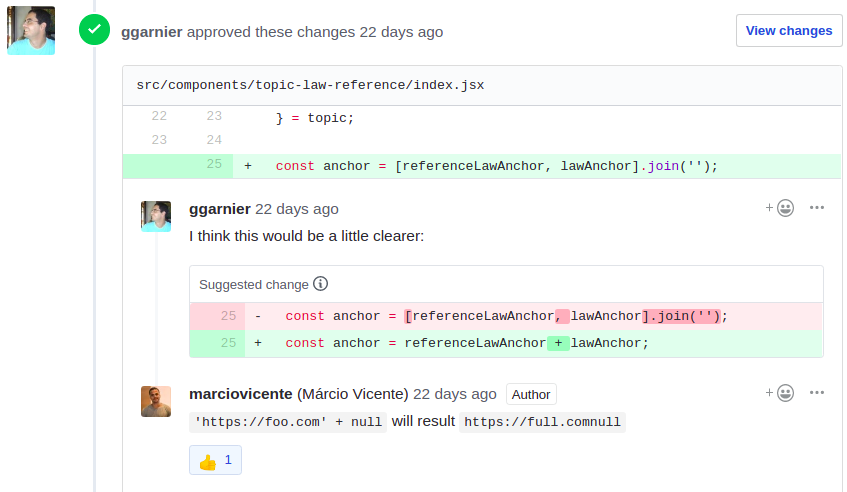 ggarnier approved these changes 22 days ago
View changes
src/components/topic-law-reference/index.jsx
22 23 } = topic;
23 24
25 + const anchor = [referenceLawAnchor, lawAnchor].join('');
ggarnier 22 days ago
+ ···
I think this would be a little clearer:
Suggested change
25 - const anchor = [referenceLawAnchor, lawAnchor].join('');
25 + const anchor = referenceLawAnchor + lawAnchor;
marciovicente (Márcio Vicente) 22 days ago Author
+ ···
'https://foo.com' + null will result https://full.comnull
👍 1